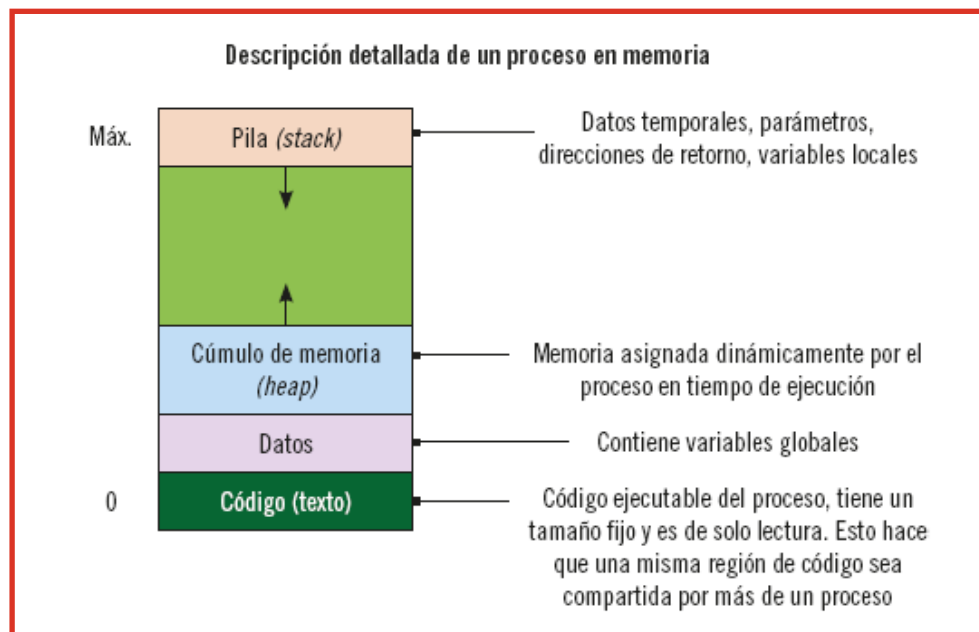 Descripción detallada de un proceso en memoria
Máx.
Pila (stack)
Datos temporales, parámetros,
direcciones de retorno, variables locales
Cúmulo de memoria
(heap)
Memoria asignada dinámicamente por el
proceso en tiempo de ejecución
Datos
Contiene variables globales
0
Código (texto)
Código ejecutable del proceso, tiene un
tamaño fijo y es de solo lectura. Esto hace
que una misma región de código sea
compartida por más de un proceso